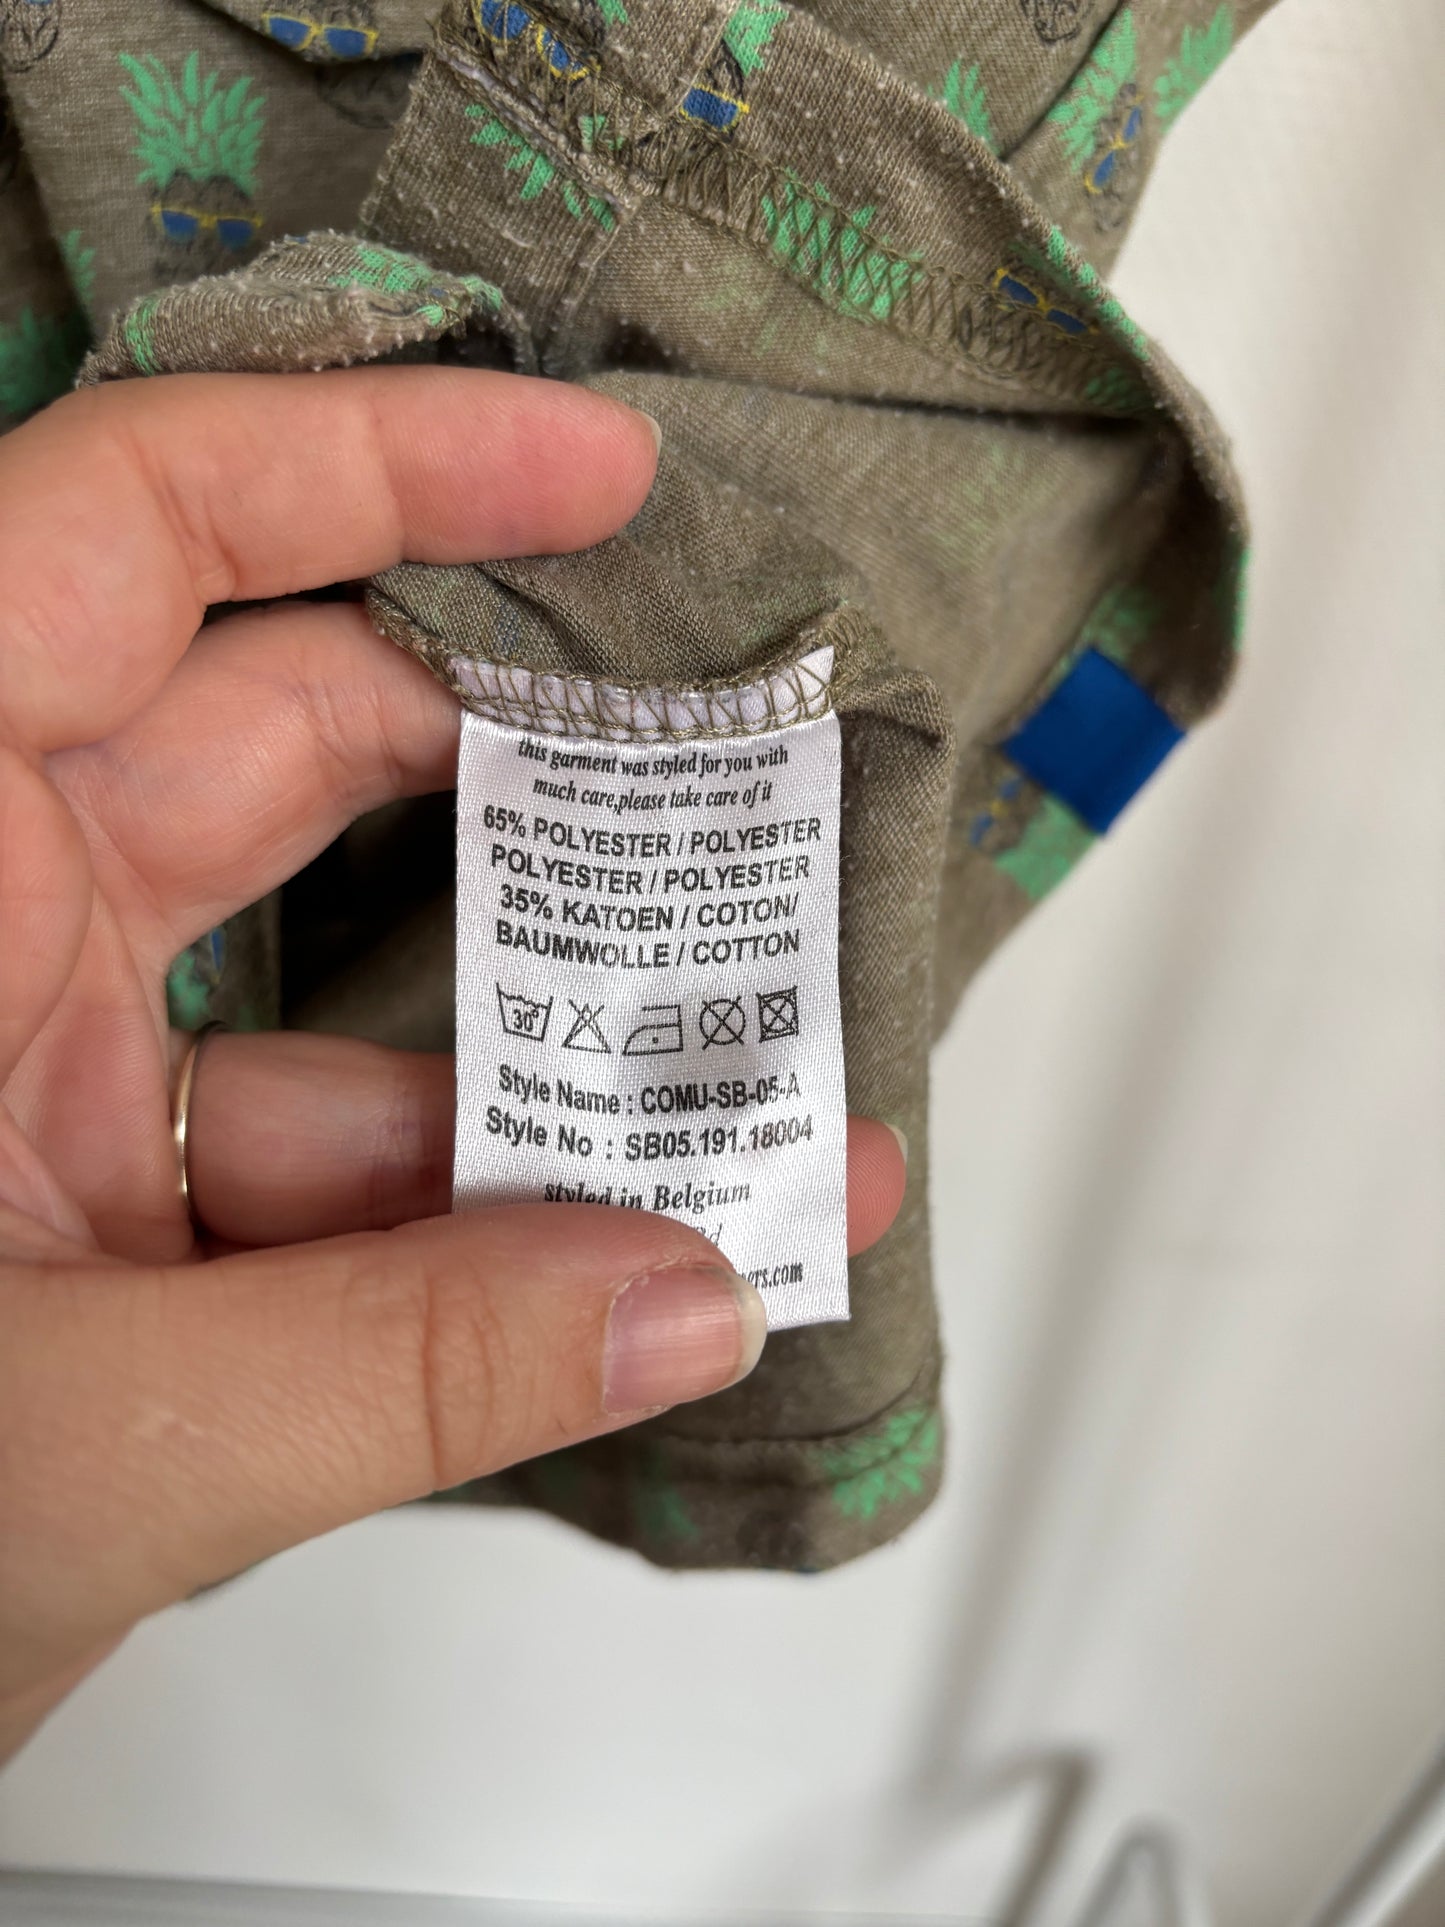 this garment was styled for you with
much care,please take care of it
65% POLYESTER / POLYESTER
POLYESTER / POLYESTER
35% KATOEN / COTON/
BAUMWOLLE / COTTON
30°
Style Name : COMU-SB-05-A
Style No : SB05.191.18004
styled in Belgium